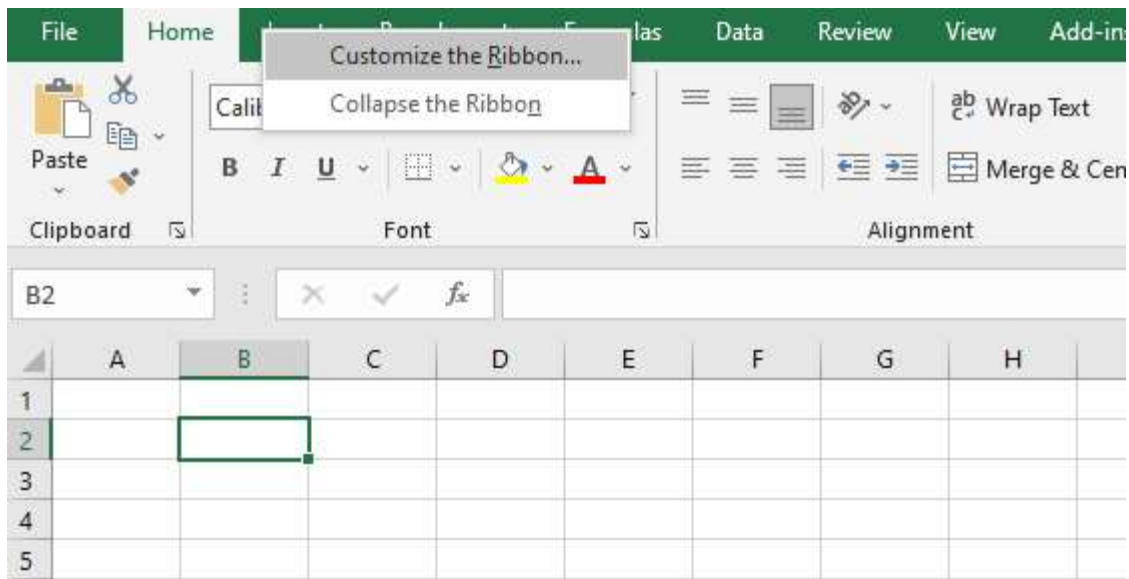 File Home las Data Review View Add-in
Customize the Ribbon...
Collapse the Ribbon
Calib
ab Wrap Text
Paste
B I U A
Merge & Cen
Clipboard Font Alignment
B2 fx
A B C D E F G H
1
2
3
4
5